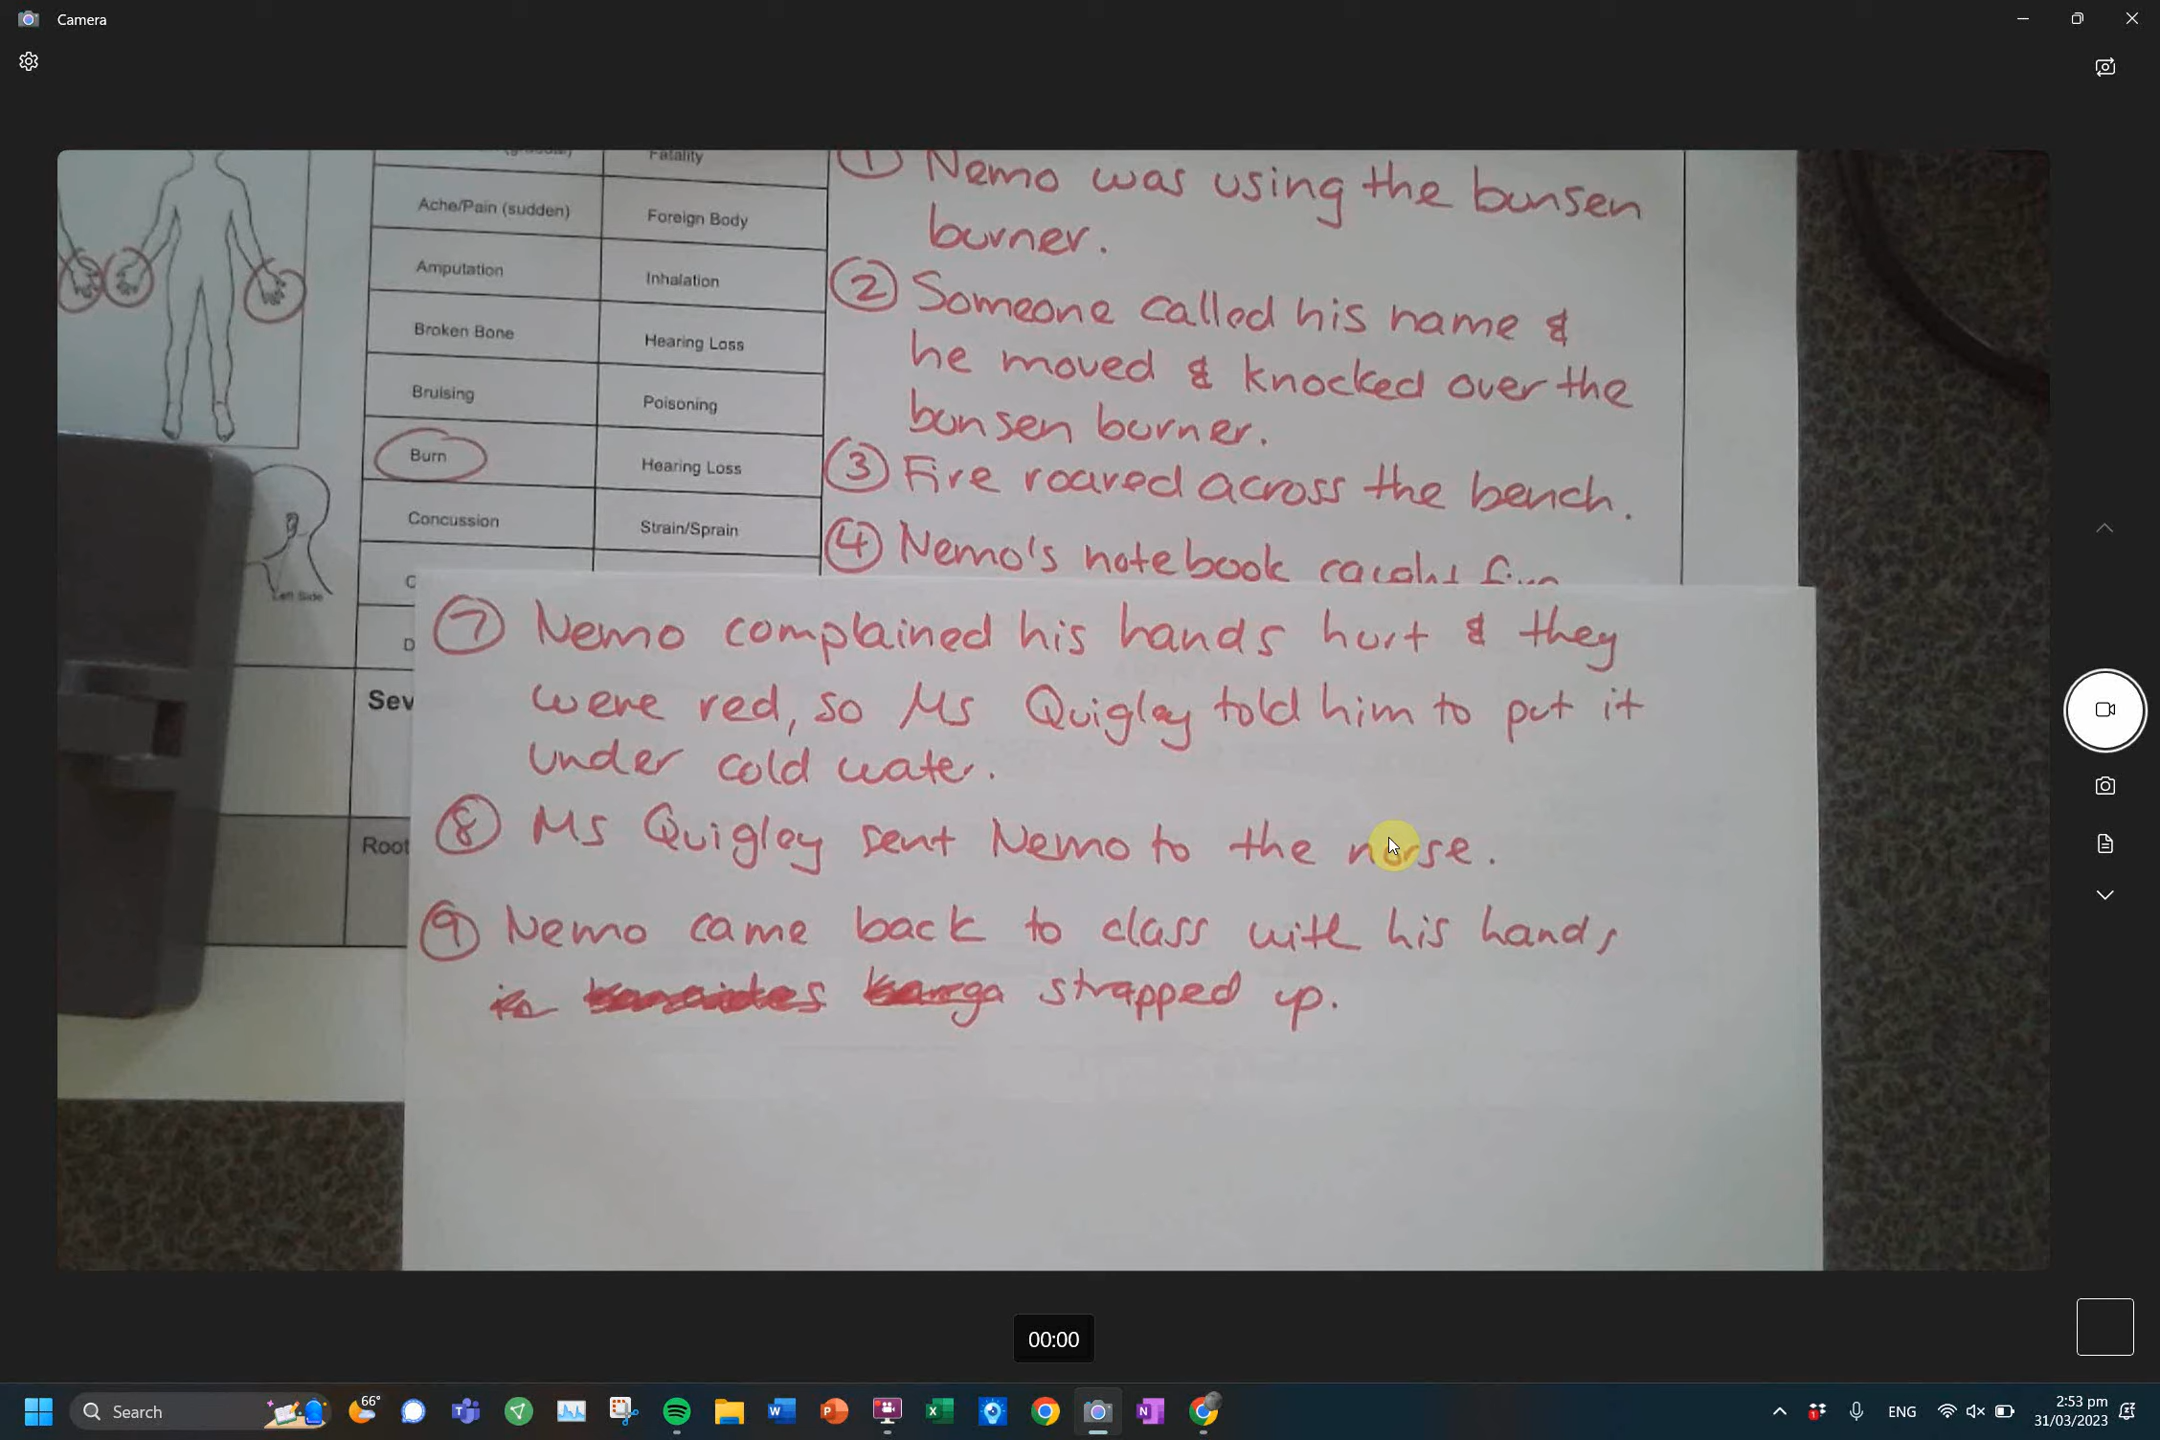 Camera
Fatality
Ache/Pain (sudden)
Foreign Body
Amputation
Inhalation
Broken Bone
Hearing Loss
Bruising
Poisoning
Burn
Hearing Loss
Concussion
Strain/Sprain
Left Side
Sev
Root
① Nemo was using the bunsen
burner.
② Someone called his name &
he moved & knocked over the
bunsen burner.
③ Fire roared across the bench.
④ Nemo's notebook caught fire
⑦ Nemo complained his hands hurt & they
were red, so Ms Quigley told him to put it
under cold water.
⑧ Ms Quigley sent Nemo to the nurse.
⑨ Nemo came back to class with his hands
strapped up.
00:00
Search
66°
ENG
2:53 pm
31/03/2023